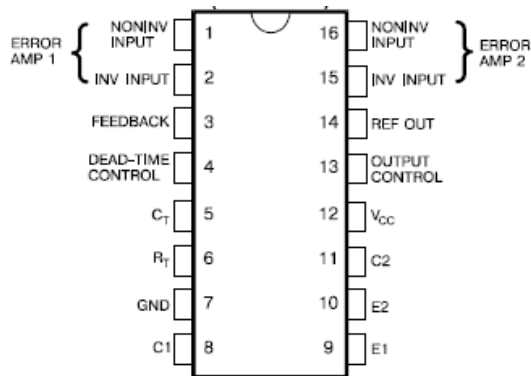 ERROR
AMP 1
NONINV
INPUT
1
16
NONINV
INPUT
ERROR
AMP 2
INV INPUT
2
15
INV INPUT
FEEDBACK
3
14
REF OUT
DEAD-TIME
CONTROL
4
13
OUTPUT
CONTROL
CT
5
12
VCC
RT
6
11
C2
GND
7
10
E2
C1
8
9
E1